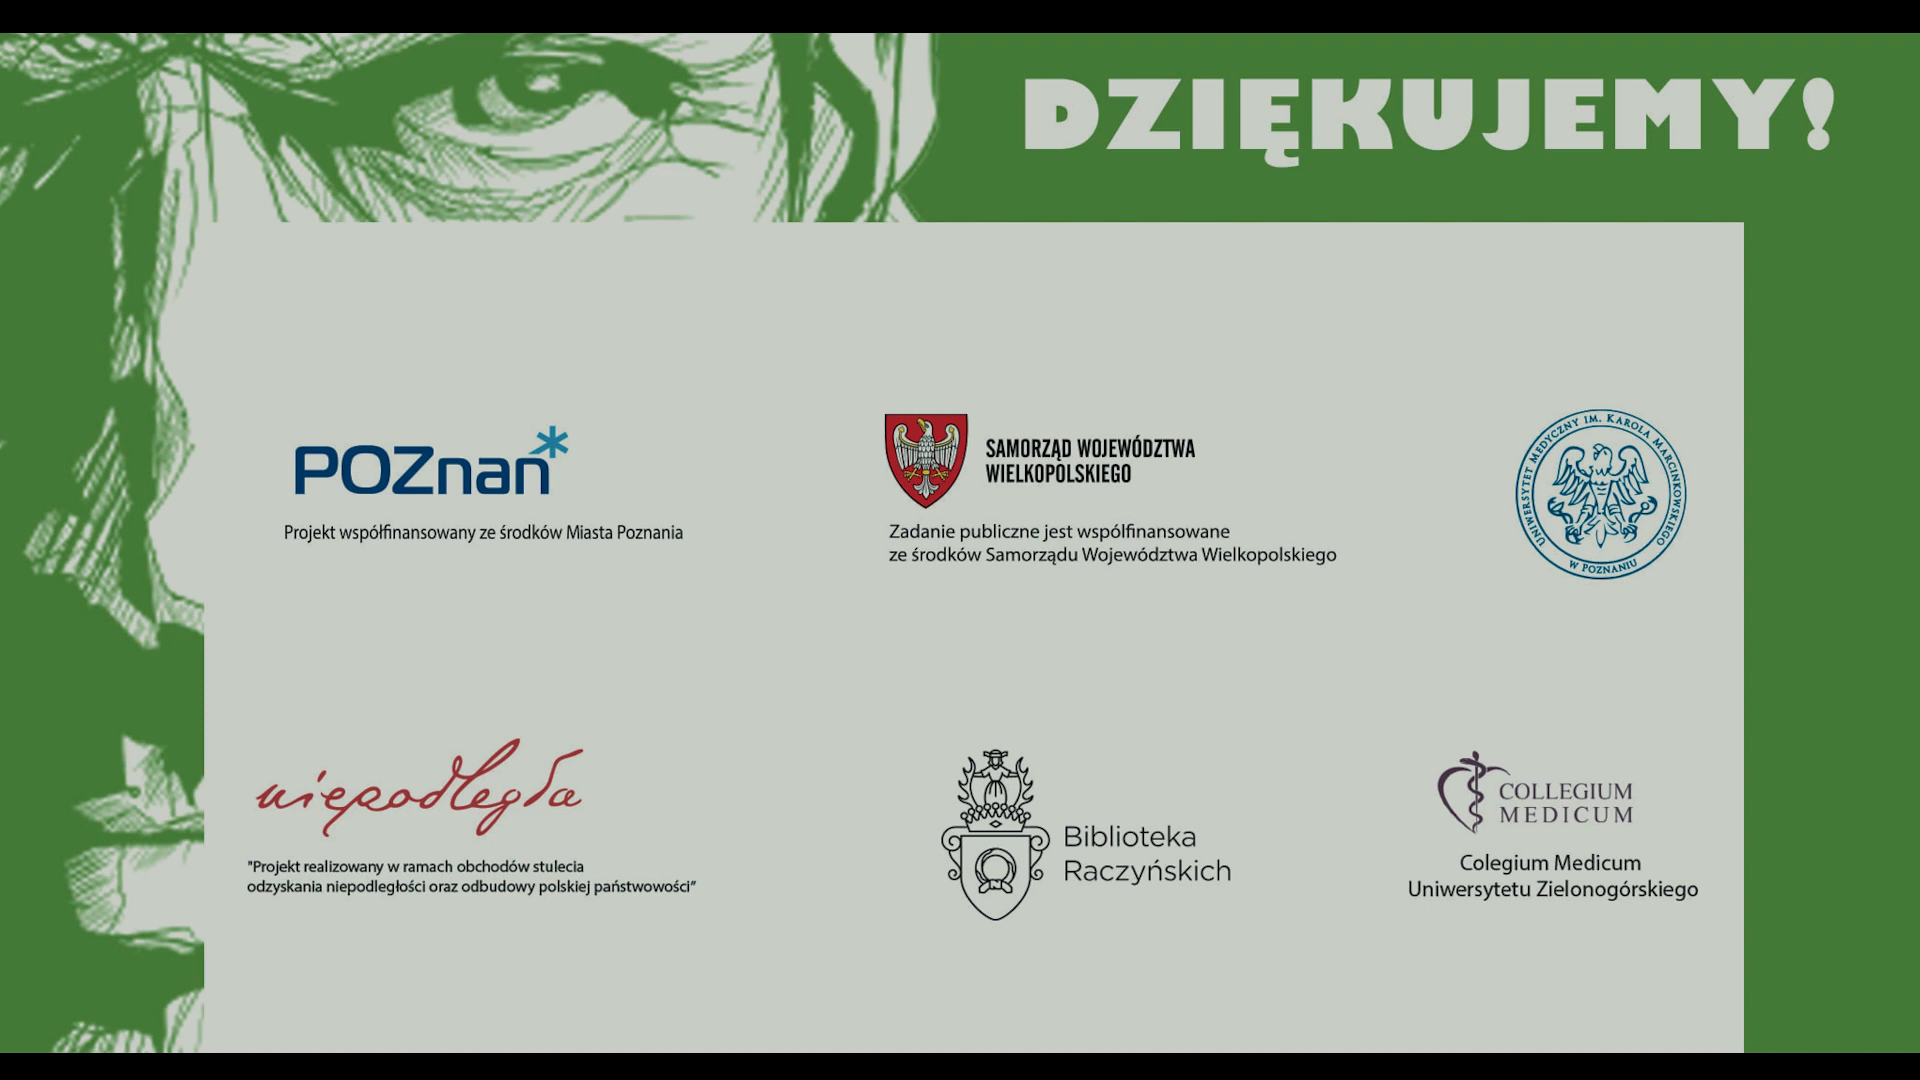 DZIĘKUJEMY!
POZnan*
Projekt współfinansowany ze środków Miasta Poznania
SAMORZĄD WOJEWÓDZTWA
WIELKOPOLSKIEGO
Zadanie publiczne jest współfinansowane
ze środków Samorządu Województwa Wielkopolskiego
UNIWERSYTET MEDYCZNY IM. KAROLA MARCINKOWSKIEGO
W POZNANIU
niepodległa
"Projekt realizowany w ramach obchodów stulecia
odzyskania niepodległości oraz odbudowy polskiej państwowości”
Biblioteka
Raczyńskich
COLLEGIUM
MEDICUM
Colegium Medicum
Uniwersytetu Zielonogórskiego